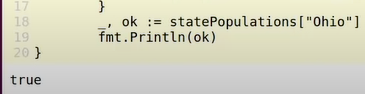 17 }
18 _, ok := statePopulations["Ohio"]
19 fmt.Println(ok)
20 }
true